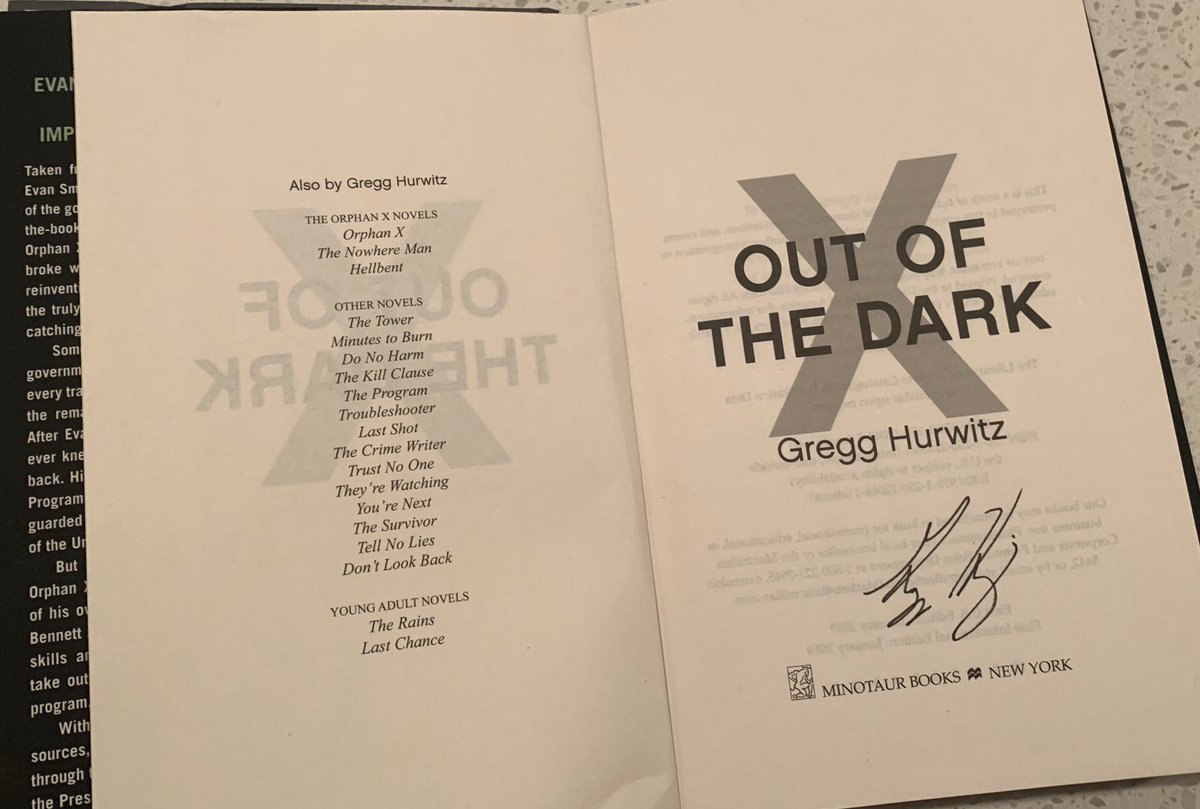 EVAN
IMP
Taken f
Evan Sm
of the go
the-book
Orphan
broke w
reinventi
the truly
catching
Som
governm
every tra
the rema
After Eva
ever kne
back. Hi
Program
guarded
of the Un
But
Orphan
of his ov
Bennett
skills an
take out
program.
With
sources,
through
the Pres
Also by Gregg Hurwitz
THE ORPHAN X NOVELS
Orphan X
The Nowhere Man
Hellbent
OTHER NOVELS
The Tower
Minutes to Burn
Do No Harm
The Kill Clause
The Program
Troubleshooter
Last Shot
The Crime Writer
Trust No One
They're Watching
You're Next
The Survivor
Tell No Lies
Don't Look Back
YOUNG ADULT NOVELS
The Rains
Last Chance
X
OUT OF
THE DARK
Gregg Hurwitz
MINOTAUR BOOKS NEW YORK